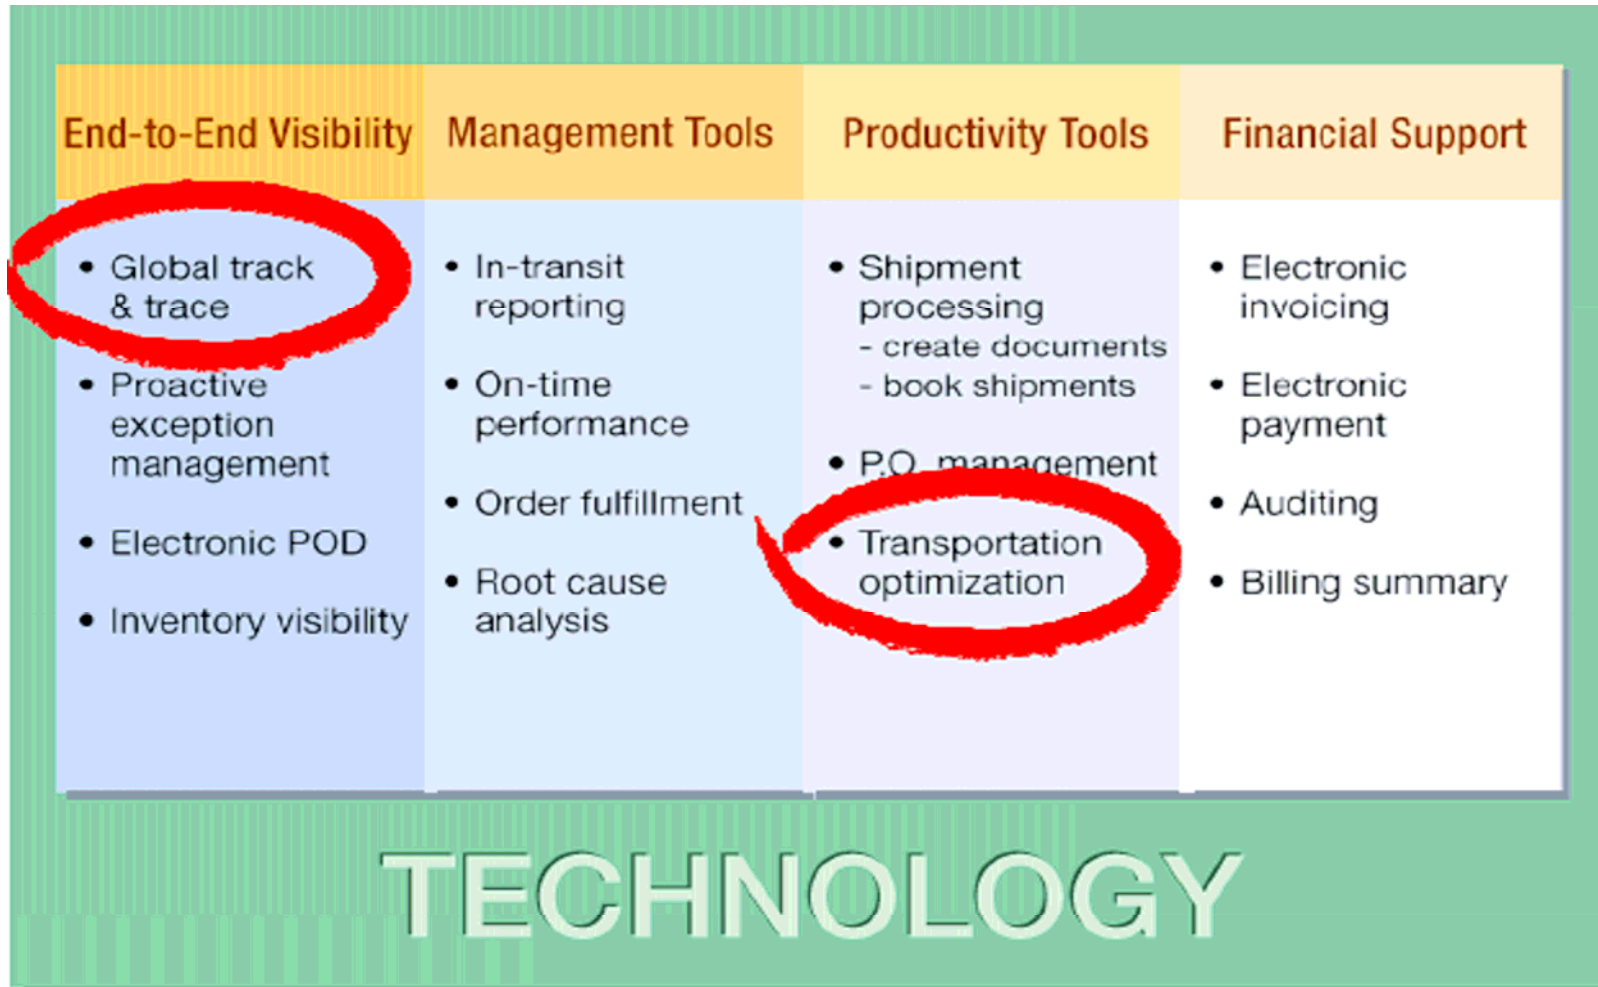 End-to-End Visibility
• Global track
& trace
• Proactive
exception
management
• Electronic POD
• Inventory visibility
Management Tools
• In-transit
reporting
• On-time
performance
• Order fulfillment
• Root cause
analysis
Productivity Tools
• Shipment
processing
- create documents
- book shipments
• P.O. management
• Transportation
optimization
Financial Support
• Electronic
invoicing
• Electronic
payment
• Auditing
• Billing summary
TECHNOLOGY